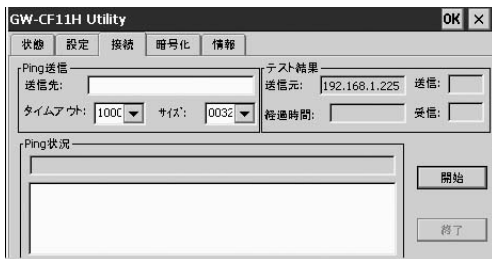 GW-CF11H Utility OK ×
状態 設定 接続 暗号化 情報
Ping送信
送信先:
タイムアウト: 1000 サイズ: 0032
テスト結果
送信元: 192.168.1.225 送信:
経過時間: 受信:
Ping状況
開始
終了